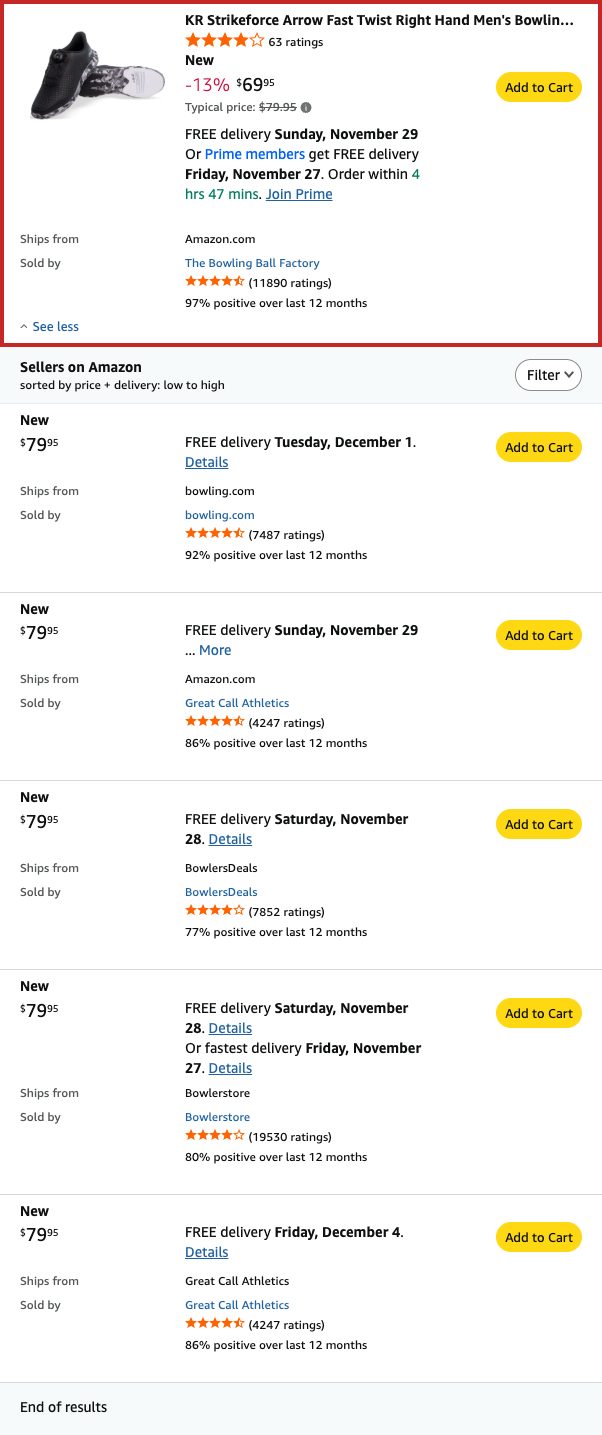 KR Strikeforce Arrow Fast Twist Right Hand Men's Bowlin...
63 ratings
New
-13% $69.95
Typical price: $79.95
Add to Cart
FREE delivery Sunday, November 29
Or Prime members get FREE delivery
Friday, November 27. Order within 4
hrs 47 mins. Join Prime
Ships from Amazon.com
Sold by The Bowling Ball Factory
(11890 ratings)
97% positive over last 12 months
See less
Sellers on Amazon
sorted by price + delivery: low to high
Filter
New
$79.95
FREE delivery Tuesday, December 1.
Details
Add to Cart
Ships from bowling.com
Sold by bowling.com
(7487 ratings)
92% positive over last 12 months
New
$79.95
FREE delivery Sunday, November 29
... More
Add to Cart
Ships from Amazon.com
Sold by Great Call Athletics
(4247 ratings)
86% positive over last 12 months
New
$79.95
FREE delivery Saturday, November
28. Details
Add to Cart
Ships from BowlersDeals
Sold by BowlersDeals
(7852 ratings)
77% positive over last 12 months
New
$79.95
FREE delivery Saturday, November
28. Details
Or fastest delivery Friday, November
27. Details
Add to Cart
Ships from Bowlerstore
Sold by Bowlerstore
(19530 ratings)
80% positive over last 12 months
New
$79.95
FREE delivery Friday, December 4.
Details
Add to Cart
Ships from Great Call Athletics
Sold by Great Call Athletics
(4247 ratings)
86% positive over last 12 months
End of results